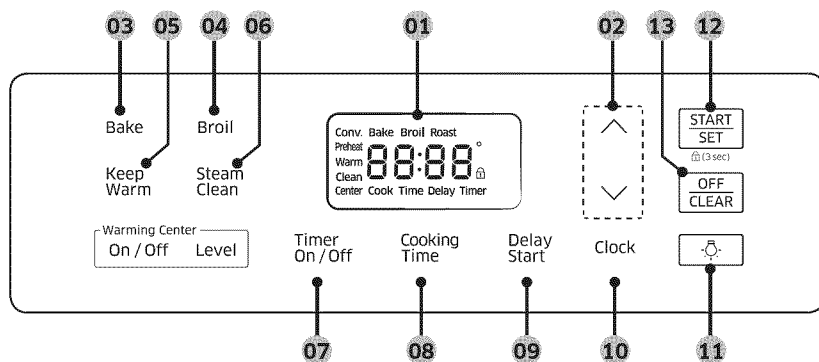 03 05 04 06 01 02 13 12
Bake Broil
Keep Warm
Steam Clean
Conv. Bake Broil Roast
Preheat
Warm
Clean
88:88°
Center Cook Time Delay Timer
START
SET
(3 sec)
OFF
CLEAR
Warming Center
On / Off Level
Timer
On / Off
Cooking
Time
Delay
Start
Clock
07 08 09 10 11